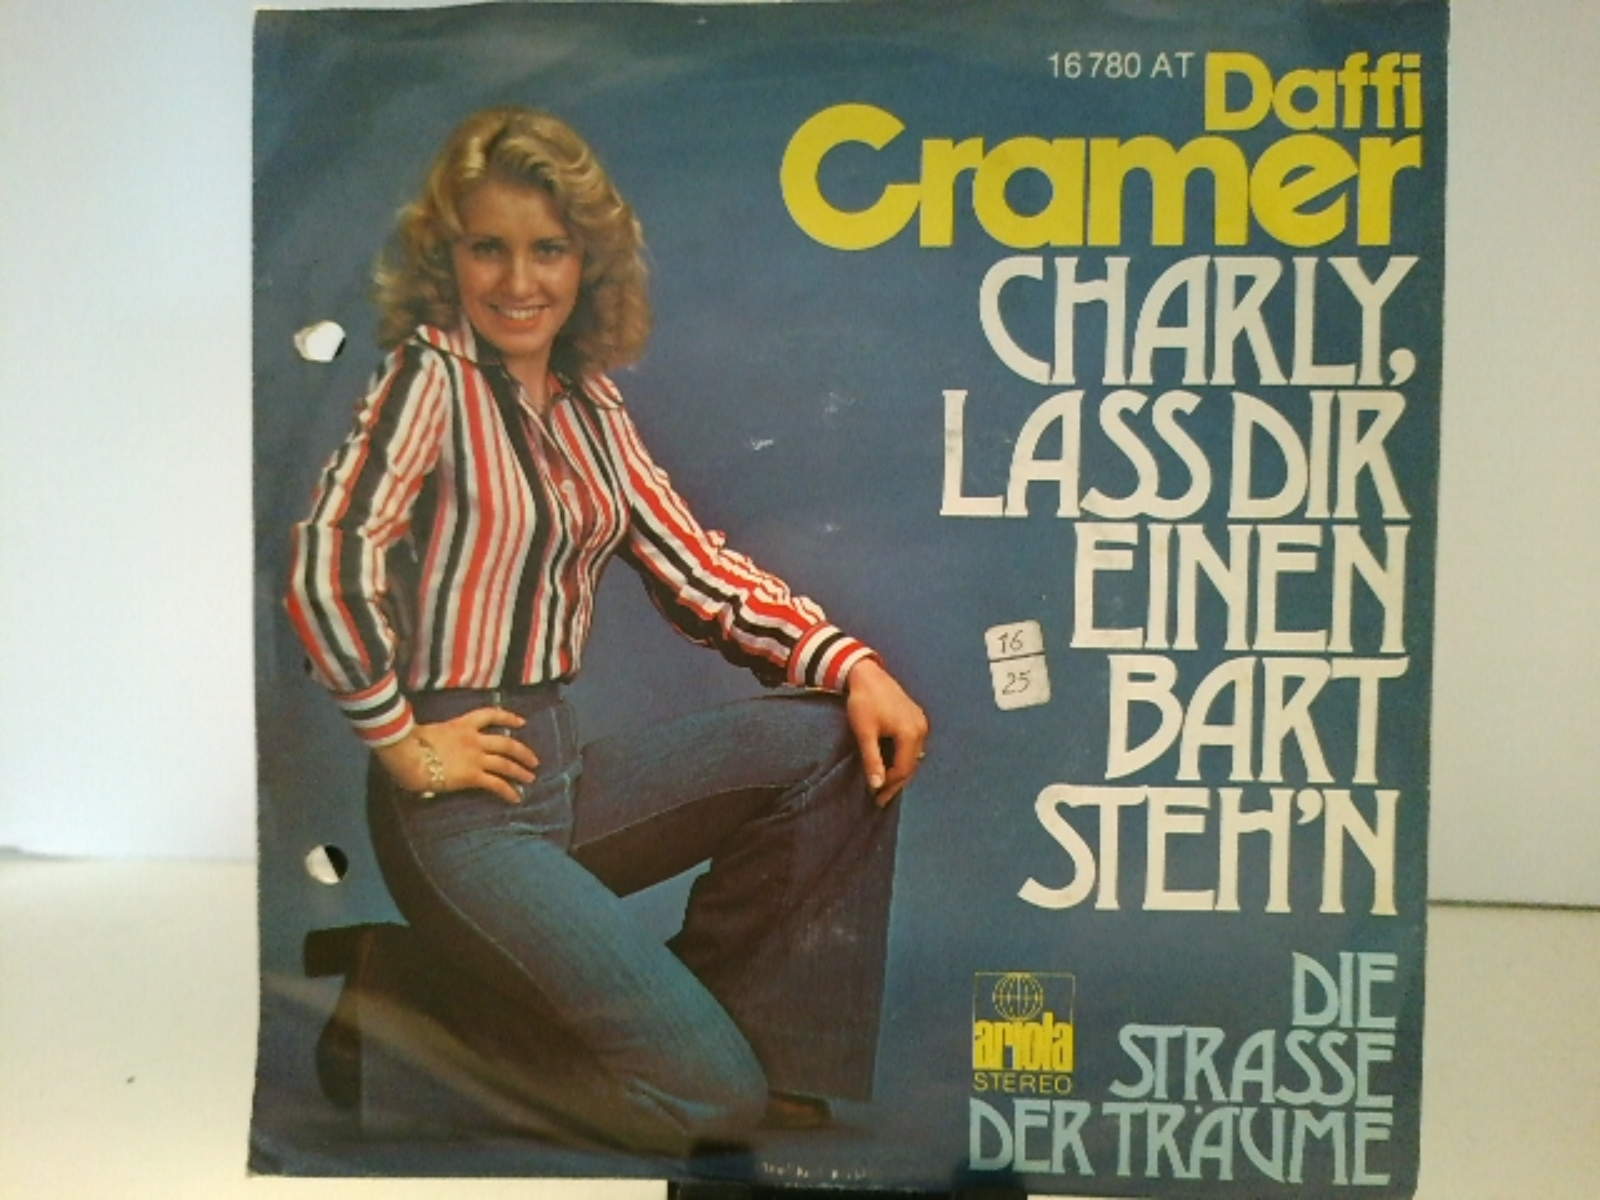 16 780 AT
Daffi
Cramer
CHARLY,
LASS DIR
EINEN
BART
STEH'N
16
25
DIE
STRASSE
DER TRÄUME
ariola
STEREO